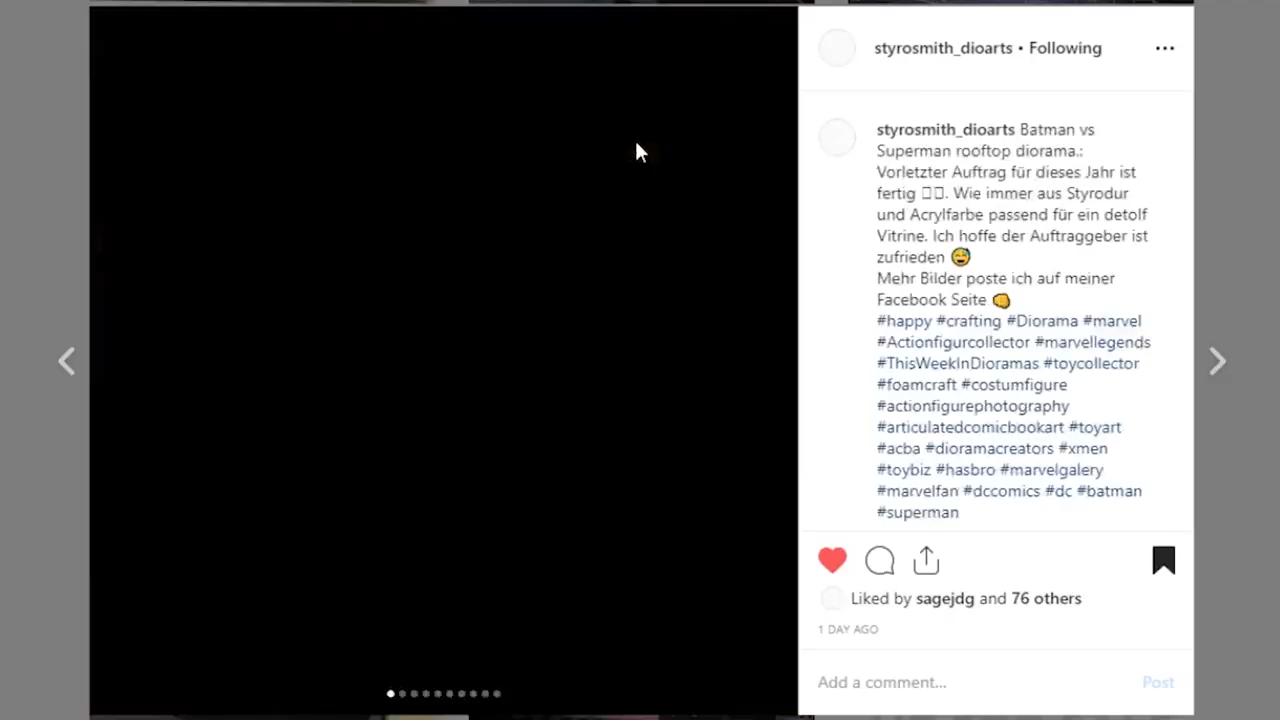 styrosmith_dioarts • Following
styrosmith_dioarts Batman vs
Superman rooftop diorama.:
Vorletzter Auftrag für dieses Jahr ist
fertig. Wie immer aus Styrodur
und Acrylfarbe passend für ein detolf
Vitrine. Ich hoffe der Auftraggeber ist
zufrieden 😅
Mehr Bilder poste ich auf meiner
Facebook Seite 👊
#happy #crafting #Diorama #marvel
#Actionfigurcollector #marvellegends
#ThisWeekInDioramas #toycollector
#foamcraft #costumfigure
#actionfigurephotography
#articulatedcomicbookart #toyart
#acba #dioramacreators #xmen
#toybiz #hasbro #marvelgalery
#marvelfan #dccomics #dc #batman
#superman
Liked by sagejdg and 76 others
1 DAY AGO
Add a comment... Post